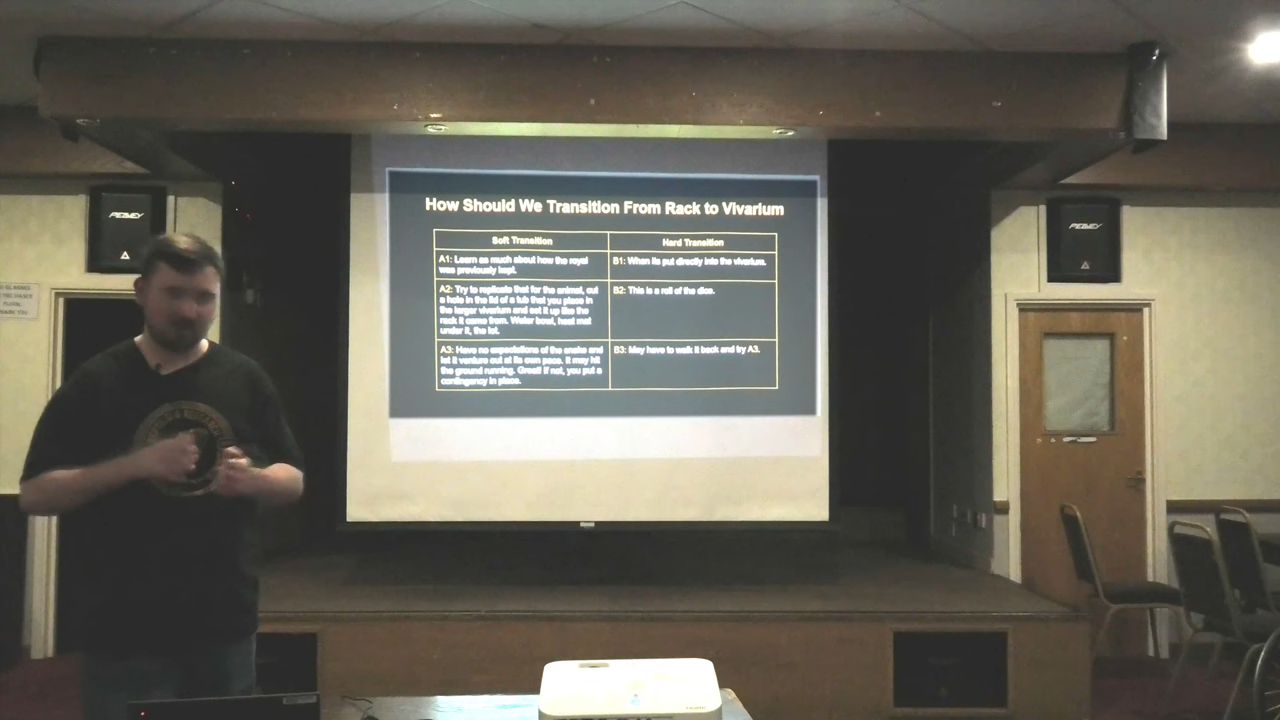 How Should We Transition From Rack to Vivarium
Soft Transition
Hard Transition
A1: Learn as much about how the royal
was previously kept.
B1: When its put directly into the vivarium.
A2: Try to replicate that for the animal, cut
a hole in the lid of a tub that you place in
the larger vivarium and set it up like the
rack it came from. Water bowl, heat mat
under it, the lot.
B2: This is a roll of the dice.
A3: Have no expectations of the snake and
let it venture out at its own pace. It may hit
the ground running. Great! If not, you put a
contingency in place.
B3: May have to walk it back and try A3.
PEAVEY
PEAVEY